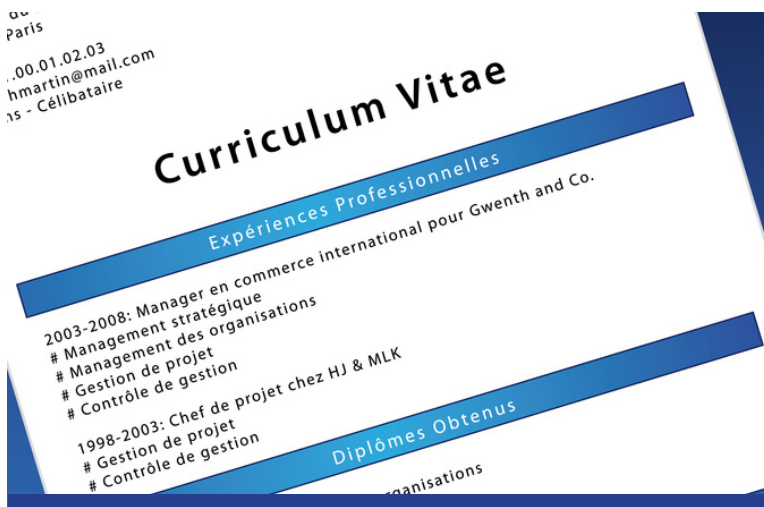 du
Paris
.00.01.02.03
hmartin@mail.com
ns - Célibataire
Curriculum Vitae
Expériences Professionnelles
2003-2008: Manager en commerce international pour Gwenth and Co.
# Management stratégique
# Management des organisations
# Gestion de projet
# Contrôle de gestion
1998-2003: Chef de projet chez HJ & MLK
# Gestion de projet
# Contrôle de gestion
Diplômes Obtenus
rganisations